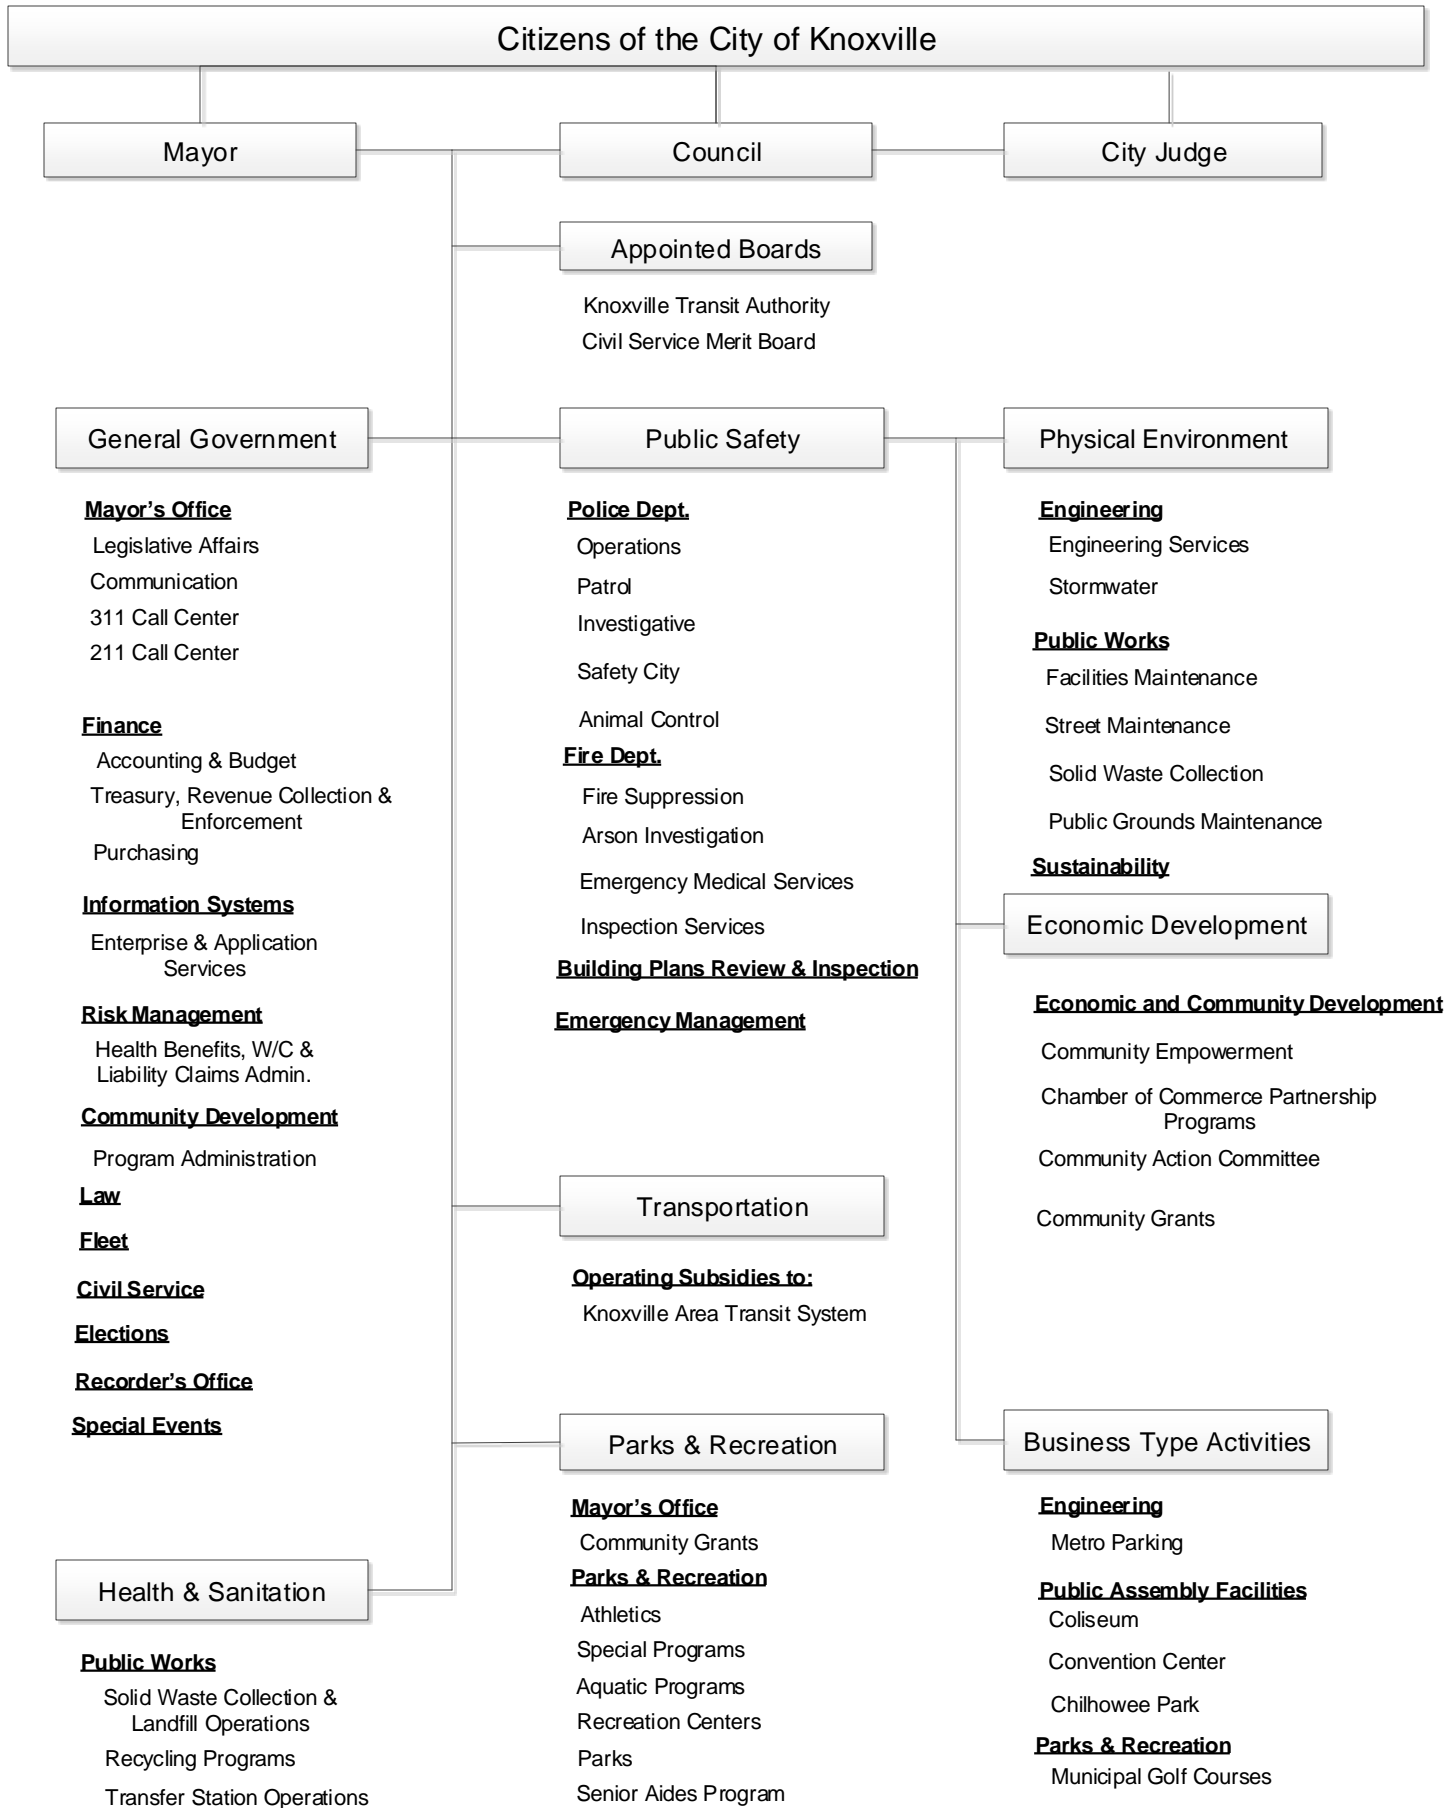 Citizens of the City of Knoxville
Mayor
Council
City Judge
Appointed Boards
Knoxville Transit Authority
Civil Service Merit Board
General Government
Mayor’s Office
Legislative Affairs
Communication
311 Call Center
211 Call Center
Finance
Accounting & Budget
Treasury, Revenue Collection &
Enforcement
Purchasing
Information Systems
Enterprise & Application
Services
Risk Management
Health Benefits, W/C &
Liability Claims Admin.
Community Development
Program Administration
Law
Fleet
Civil Service
Elections
Recorder’s Office
Special Events
Health & Sanitation
Public Works
Solid Waste Collection &
Landfill Operations
Recycling Programs
Transfer Station Operations
Public Safety
Police Dept.
Operations
Patrol
Investigative
Safety City
Animal Control
Fire Dept.
Fire Suppression
Arson Investigation
Emergency Medical Services
Inspection Services
Building Plans Review & Inspection
Emergency Management
Transportation
Operating Subsidies to:
Knoxville Area Transit System
Parks & Recreation
Mayor’s Office
Community Grants
Parks & Recreation
Athletics
Special Programs
Aquatic Programs
Recreation Centers
Parks
Senior Aides Program
Physical Environment
Engineering
Engineering Services
Stormwater
Public Works
Facilities Maintenance
Street Maintenance
Solid Waste Collection
Public Grounds Maintenance
Sustainability
Economic Development
Economic and Community Development
Community Empowerment
Chamber of Commerce Partnership
Programs
Community Action Committee
Community Grants
Business Type Activities
Engineering
Metro Parking
Public Assembly Facilities
Coliseum
Convention Center
Chilhowee Park
Parks & Recreation
Municipal Golf Courses